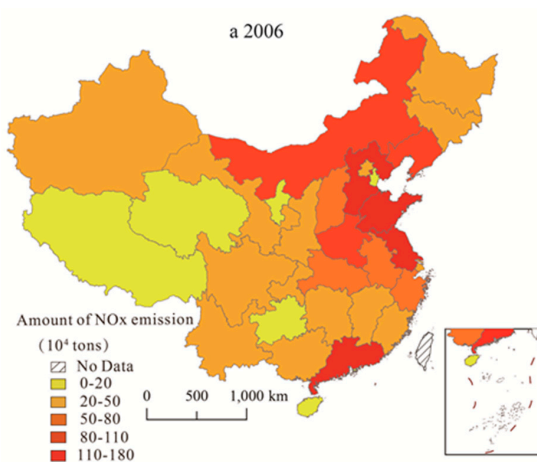 a 2006
Amount of NOx emission
(10⁴ tons)
No Data
0-20
20-50
50-80
80-110
110-180
0 500 1,000 km